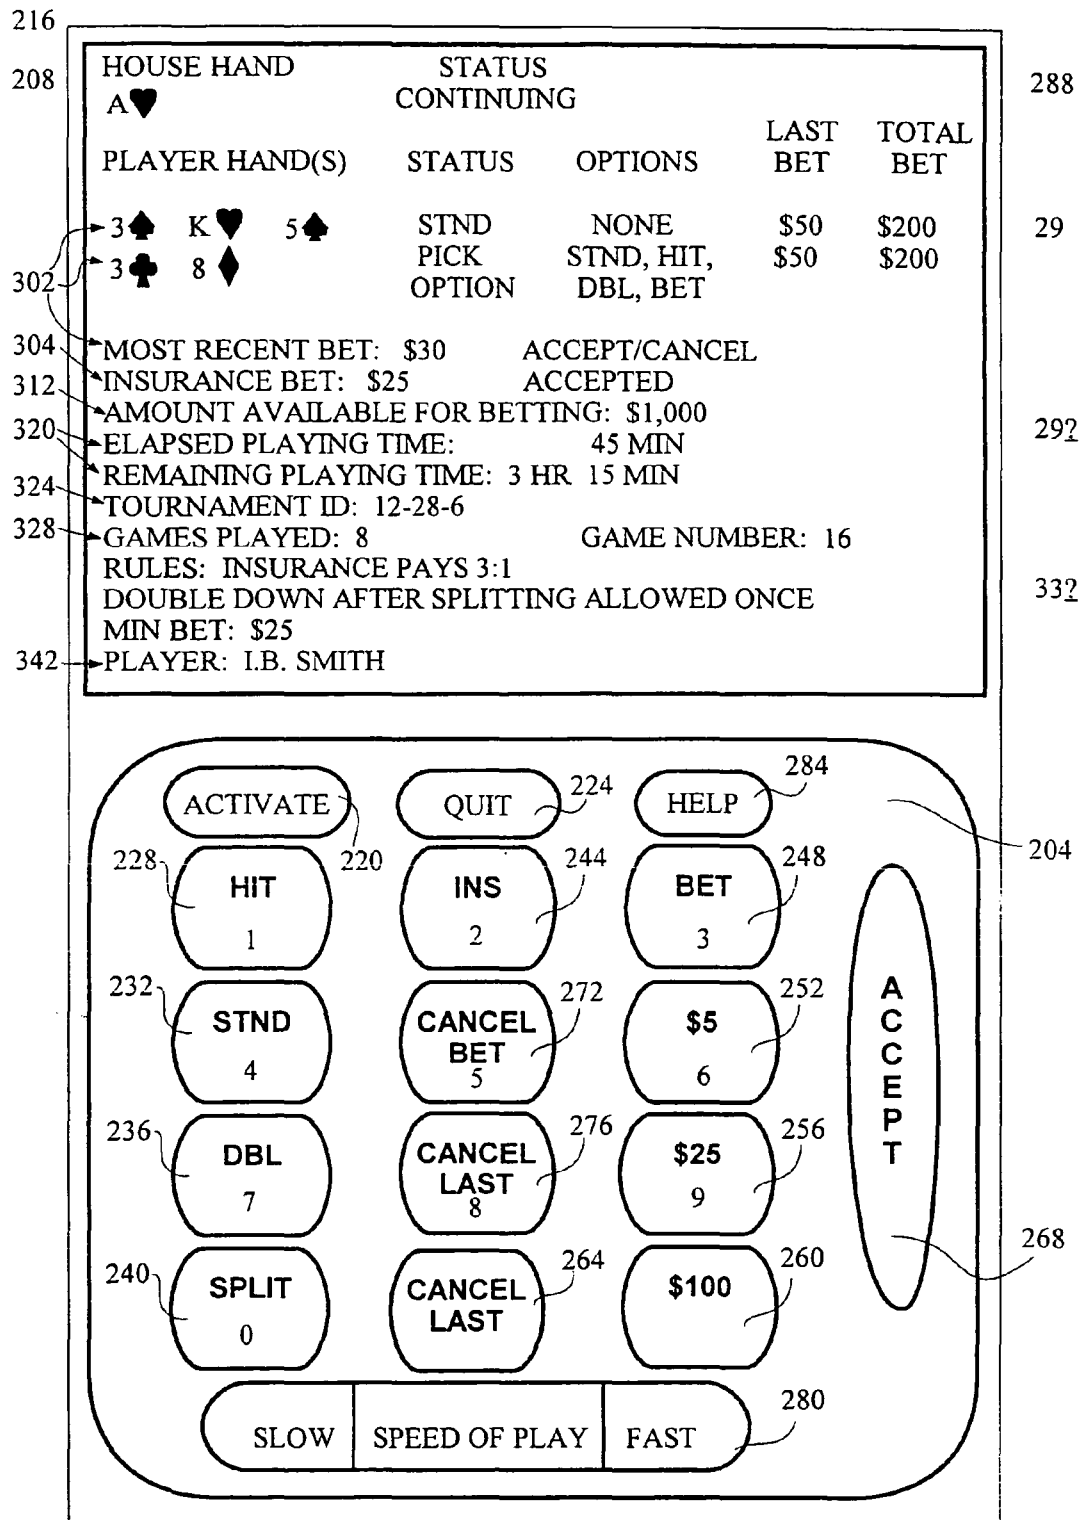 216
208
HOUSE HAND STATUS
A♥ CONTINUING
288
LAST TOTAL
PLAYER HAND(S) STATUS OPTIONS BET BET
3♠ K♥ 5♠ STND NONE $50 $200
29
3♣ 8♦ PICK STND, HIT, $50 $200
302
OPTION DBL, BET
304
MOST RECENT BET: $30 ACCEPT/CANCEL
INSURANCE BET: $25 ACCEPTED
312
AMOUNT AVAILABLE FOR BETTING: $1,000
320
ELAPSED PLAYING TIME: 45 MIN
29?
REMAINING PLAYING TIME: 3 HR 15 MIN
324
TOURNAMENT ID: 12-28-6
328
GAMES PLAYED: 8 GAME NUMBER: 16
RULES: INSURANCE PAYS 3:1
DOUBLE DOWN AFTER SPLITTING ALLOWED ONCE
33?
MIN BET: $25
342
PLAYER: I.B. SMITH
ACTIVATE
220
QUIT
224
HELP
284
204
228
HIT
1
INS
2
244
BET
3
248
232
STND
4
CANCEL
BET
5
272
$5
6
252
236
DBL
7
CANCEL
LAST
8
276
$25
9
256
240
SPLIT
0
CANCEL
LAST
264
$100
260
ACCEPT
268
SLOW SPEED OF PLAY FAST
280